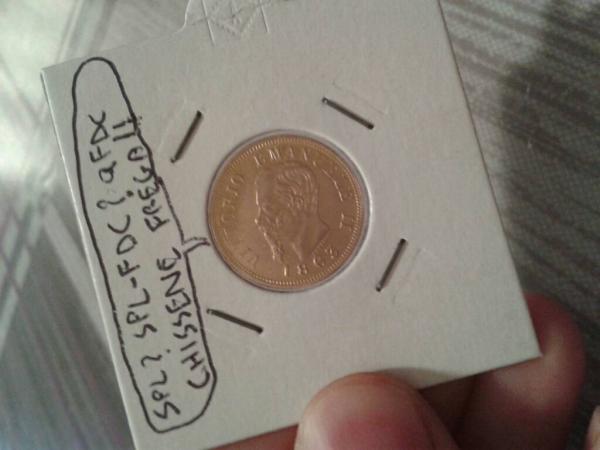 SPL? SPL-FDC? qFDC
CHISSENE FREGA!!
VITTORIO EMANUELE II
1863